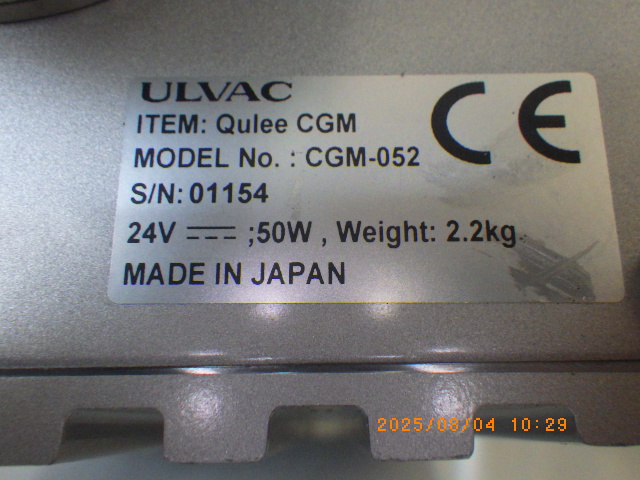 ULVAC
CE
ITEM: Qulee CGM
MODEL No. : CGM-052
S/N: 01154
24V ⎓ ;50W , Weight: 2.2kg
MADE IN JAPAN
2025/08/04 10:29